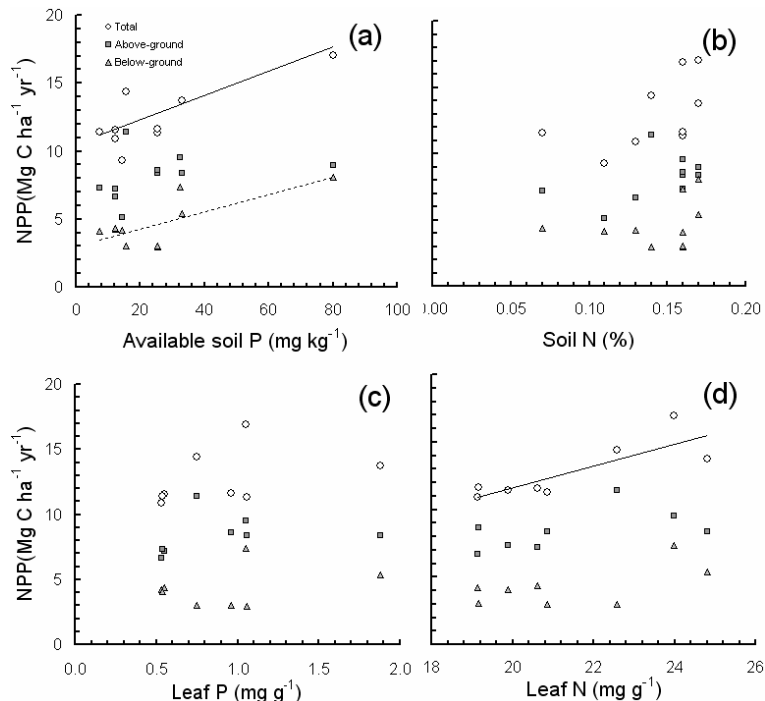 (a)
Total
Above-ground
Below-ground
NPP(Mg C ha⁻¹ yr⁻¹)
20
15
10
5
0
0 20 40 60 80 100
Available soil P (mg kg⁻¹)
(b)
0.00 0.05 0.10 0.15 0.20
Soil N (%)
(c)
NPP(Mg C ha⁻¹ yr⁻¹)
20
15
10
5
0
0.0 0.5 1.0 1.5 2.0
Leaf P (mg g⁻¹)
(d)
18 20 22 24 26
Leaf N (mg g⁻¹)